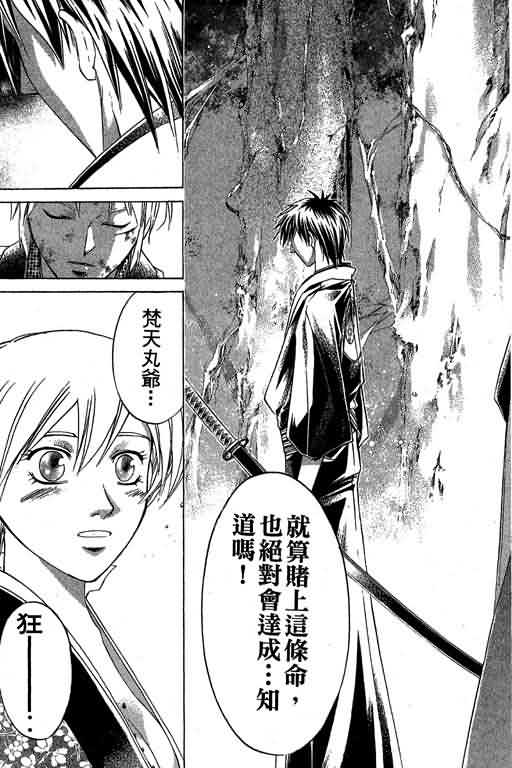 就算賭上這條命，
也絕對會達成…知
道嗎！
梵天丸爺…
狂——…